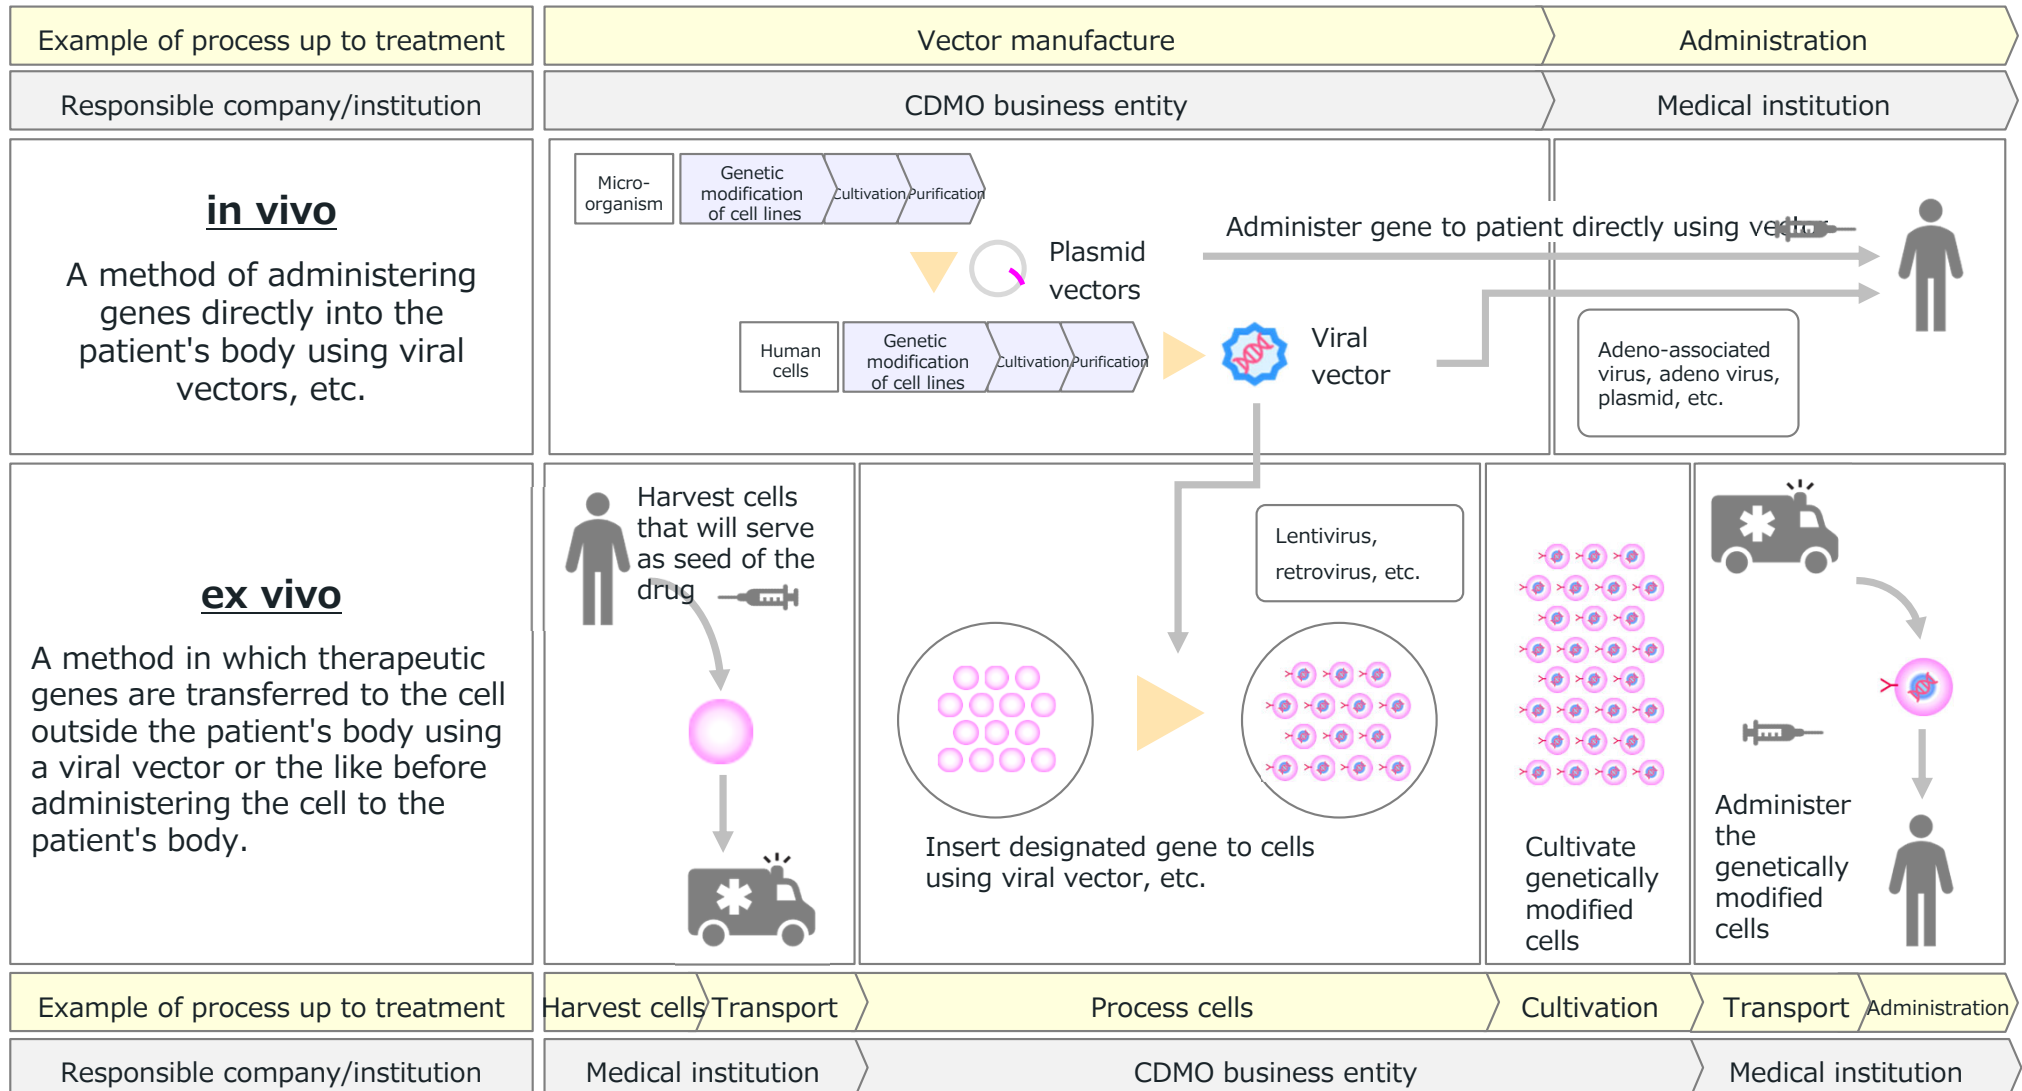 Example of process up to treatment
Vector manufacture
Administration
Responsible company/institution
CDMO business entity
Medical institution
in vivo
A method of administering
genes directly into the
patient's body using viral
vectors, etc.
Micro-
organism
Genetic
modification
of cell lines
Cultivation
Purification
Plasmid
vectors
Administer gene to patient directly using vector
Human
cells
Genetic
modification
of cell lines
Cultivation
Purification
Viral
vector
Adeno-associated
virus, adeno virus,
plasmid, etc.
ex vivo
A method in which therapeutic
genes are transferred to the cell
outside the patient's body using
a viral vector or the like before
administering the cell to the
patient's body.
Harvest cells
that will serve
as seed of the
drug
Lentivirus,
retrovirus, etc.
Insert designated gene to cells
using viral vector, etc.
Cultivate
genetically
modified
cells
Administer
the
genetically
modified
cells
Example of process up to treatment
Harvest cells
Transport
Process cells
Cultivation
Transport
Administration
Responsible company/institution
Medical institution
CDMO business entity
Medical institution